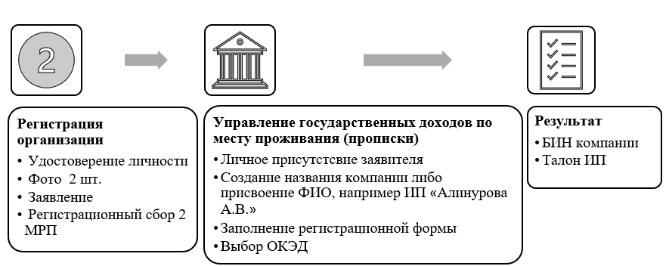 2
Регистрация
организации
• Удостоверение личности
• Фото 2 шт.
• Заявление
• Регистрационный сбор 2
МРП
Управление государственных доходов по
месту проживания (прописки)
• Личное присутсвие заявителя
• Создание названия компании либо
присвоение ФИО, например ИП «Алинурова
А.В.»
• Заполнение регистрационной формы
• Выбор ОКЭД
Результат
• БИН компании
• Талон ИП